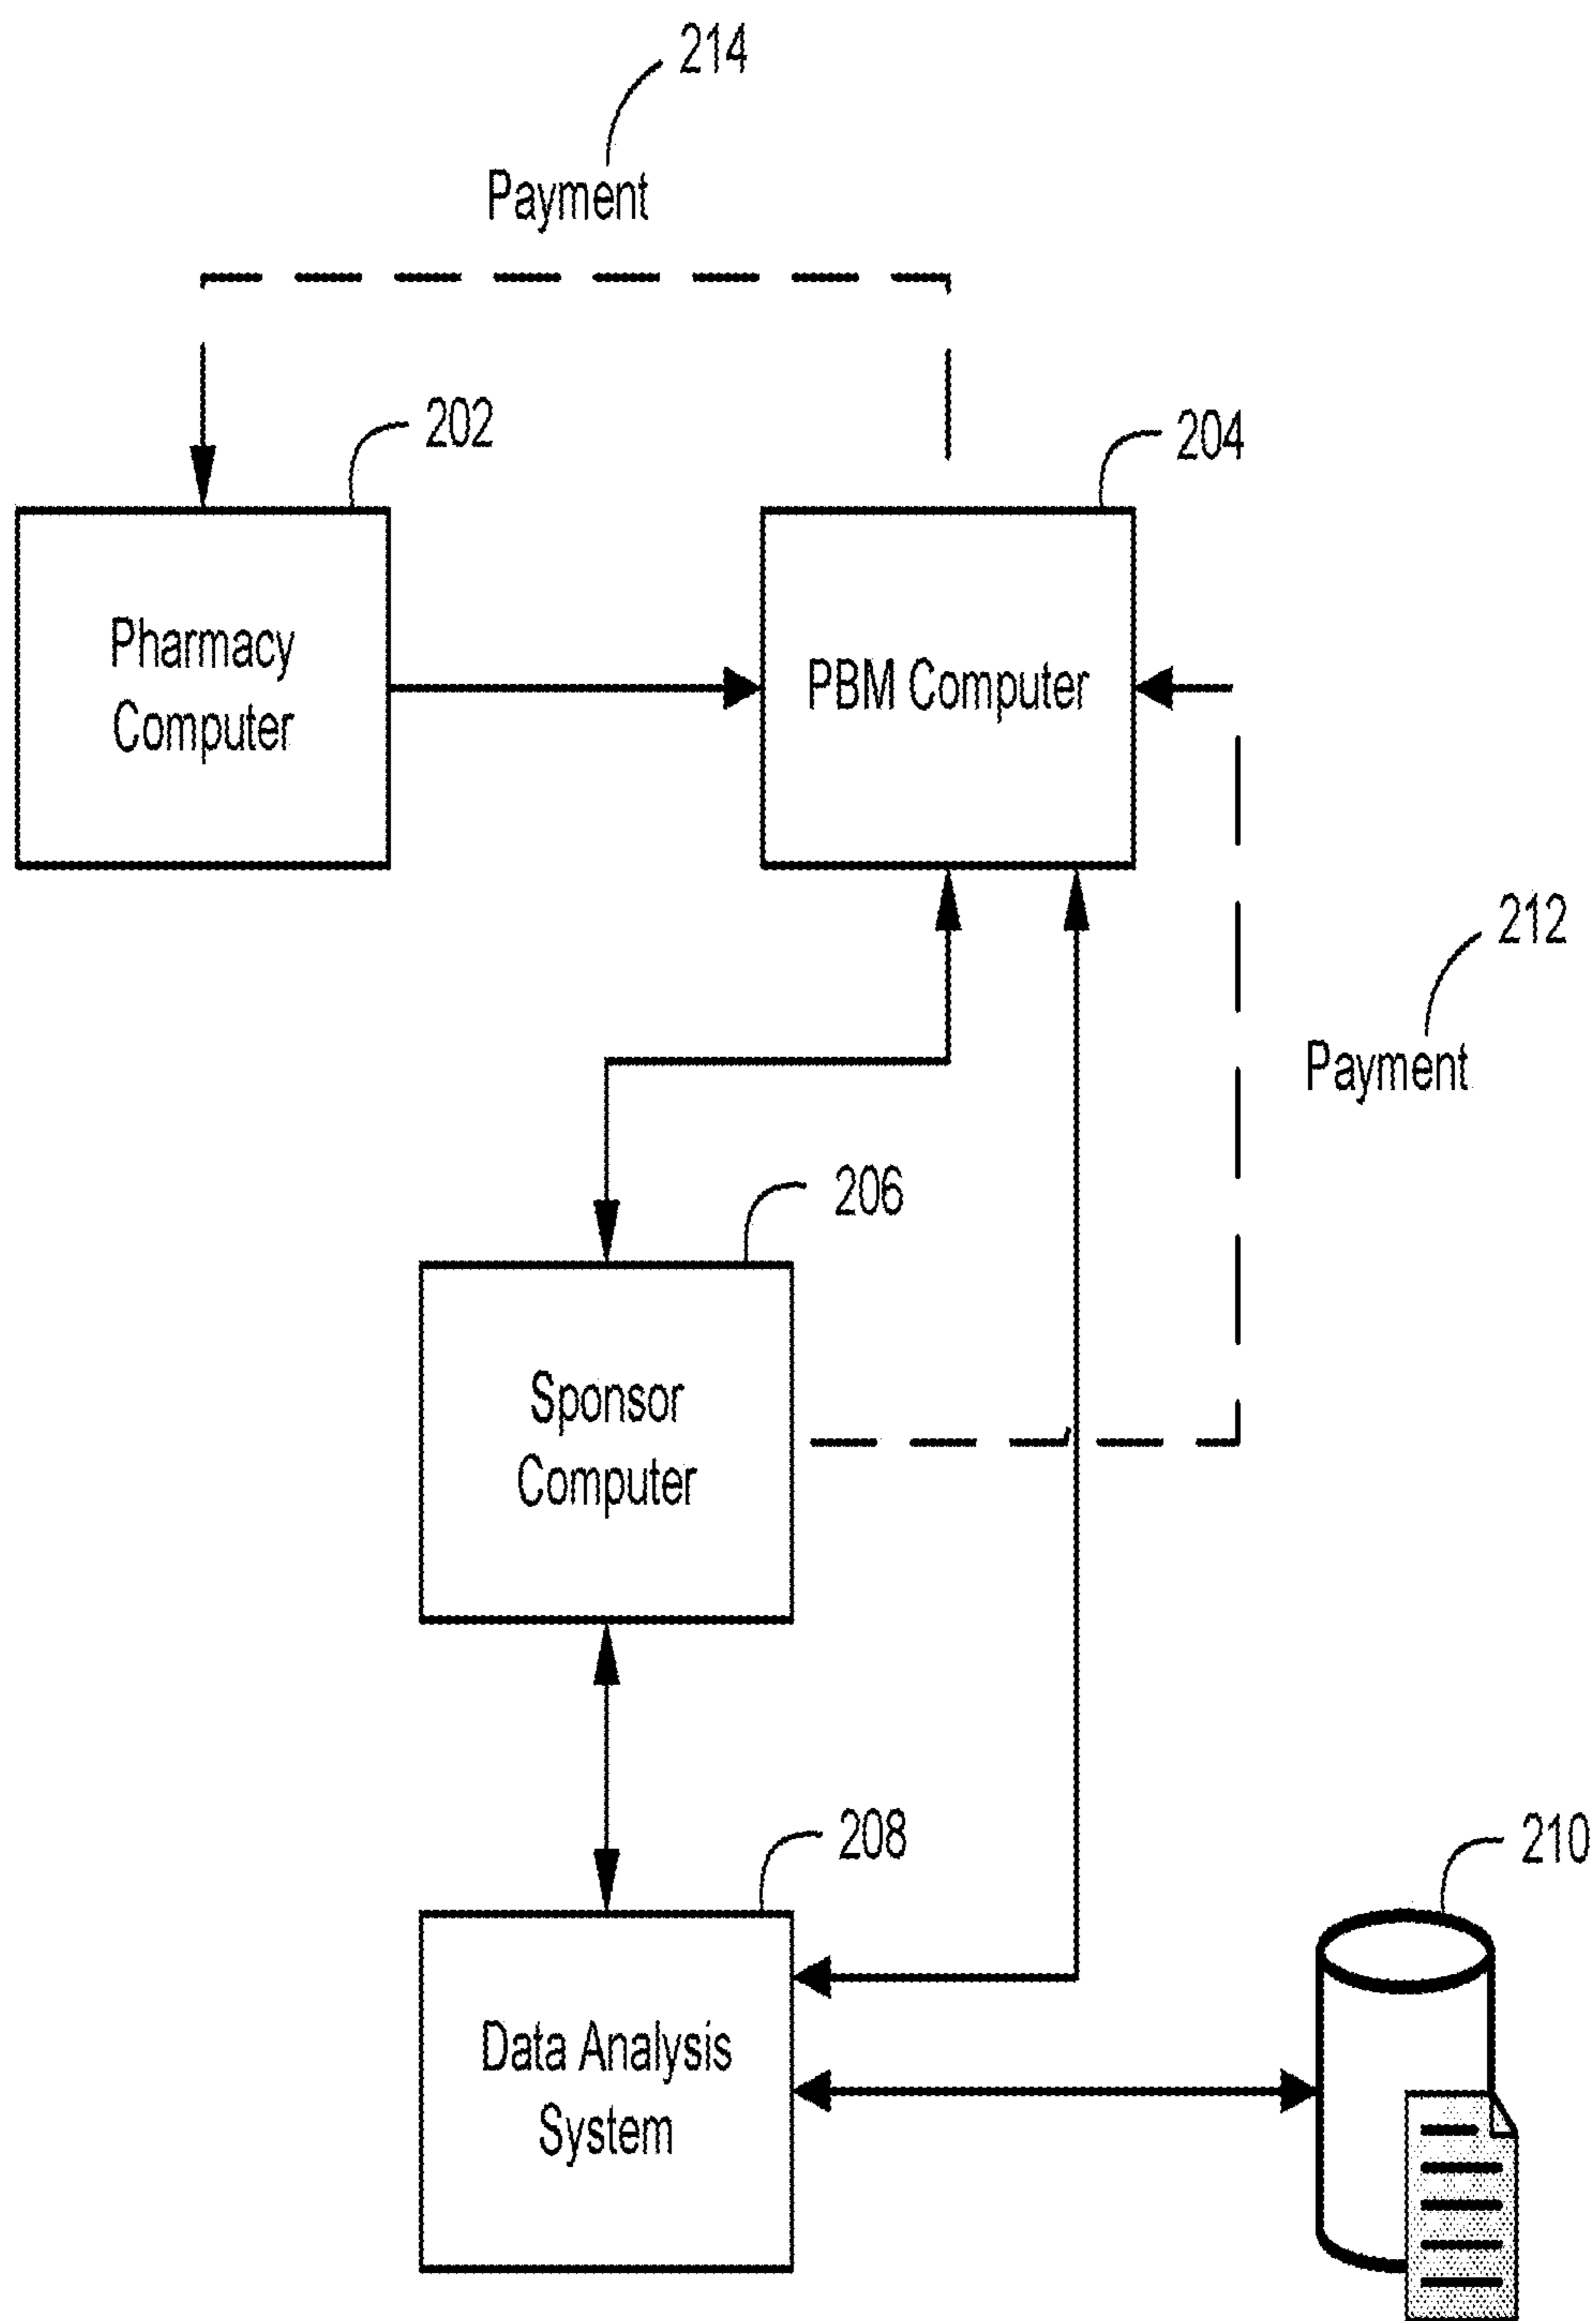 214
Payment
202
204
Pharmacy
Computer
PBM Computer
212
Payment
206
Sponsor
Computer
208
210
Data Analysis
System